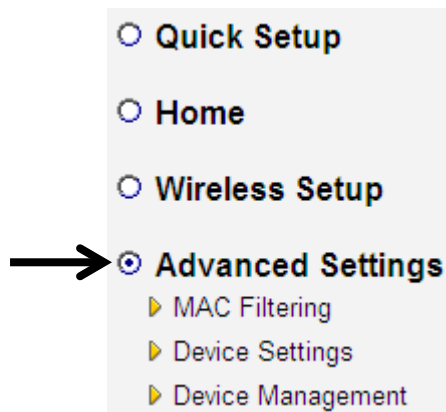 Quick Setup
Home
Wireless Setup
Advanced Settings
MAC Filtering
Device Settings
Device Management